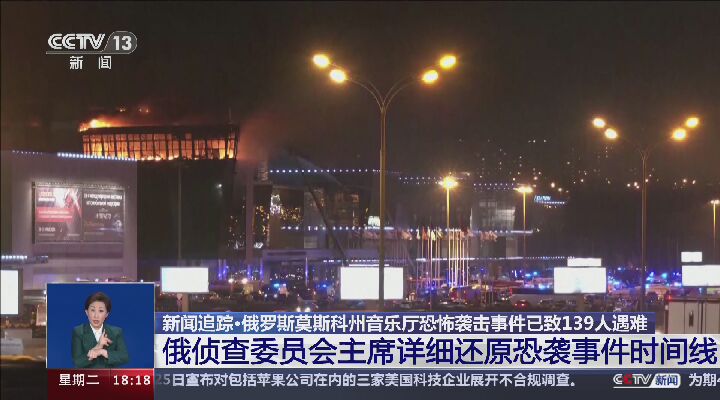 CCTV 13
新闻
新闻追踪·俄罗斯莫斯科州音乐厅恐怖袭击事件已致139人遇难
俄侦查委员会主席详细还原恐袭事件时间线
星期二 18:18 25日宣布对包括苹果公司在内的三家美国科技企业展开不合规调查。 CCTV 新闻 为期4